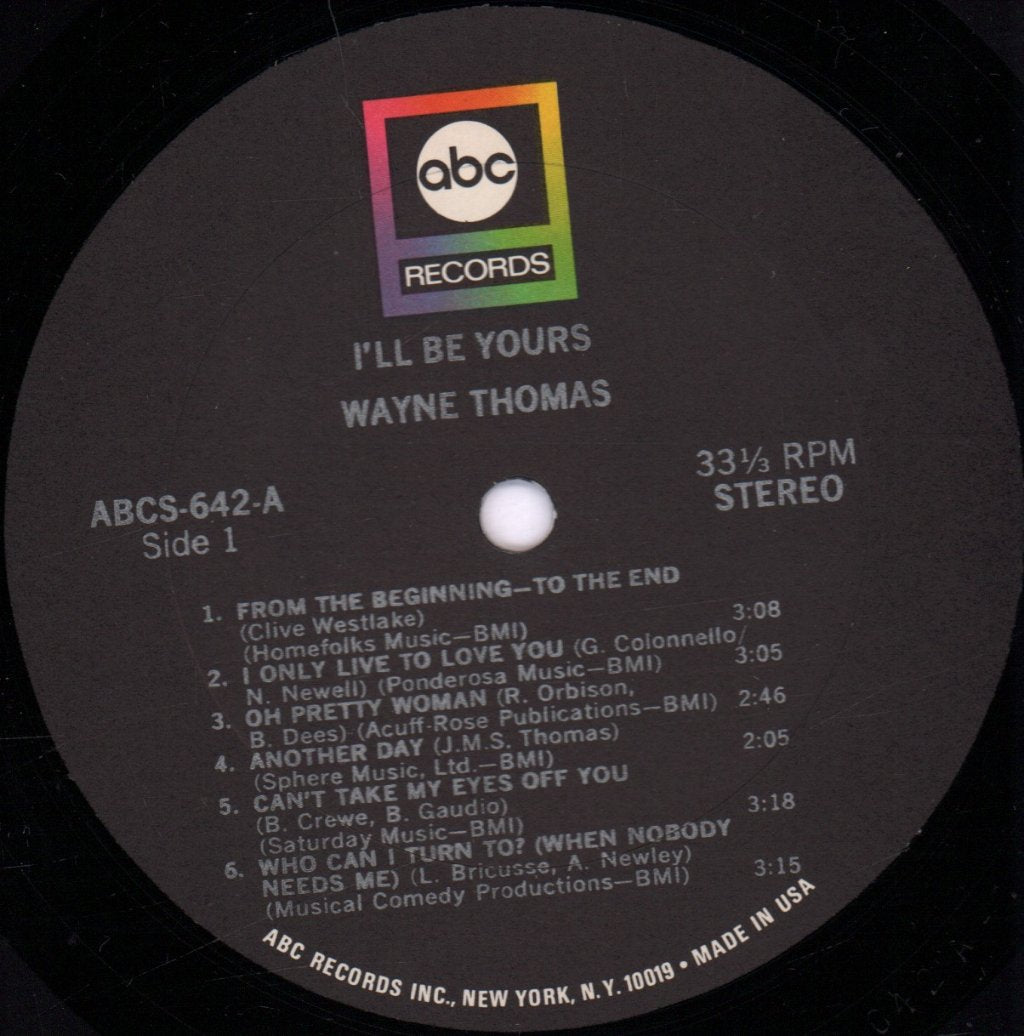 abc
RECORDS
I'LL BE YOURS
WAYNE THOMAS
33⅓ RPM
STEREO
ABCS-642-A
Side 1
1. FROM THE BEGINNING—TO THE END
(Clive Westlake)
(Homefolks Music—BMI) 3:08
2. I ONLY LIVE TO LOVE YOU (G. Colonnello/
N. Newell) (Ponderosa Music—BMI) 3:05
3. OH PRETTY WOMAN (R. Orbison,
B. Dees) (Acuff-Rose Publications—BMI) 2:46
4. ANOTHER DAY (J.M.S. Thomas)
(Sphere Music, Ltd.—BMI) 2:05
5. CAN'T TAKE MY EYES OFF YOU
(B. Crewe, B. Gaudio)
(Saturday Music—BMI) 3:18
6. WHO CAN I TURN TO? (WHEN NOBODY
NEEDS ME) (L. Bricusse, A. Newley)
(Musical Comedy Productions—BMI) 3:15
ABC RECORDS INC., NEW YORK, N.Y. 10019 • MADE IN USA